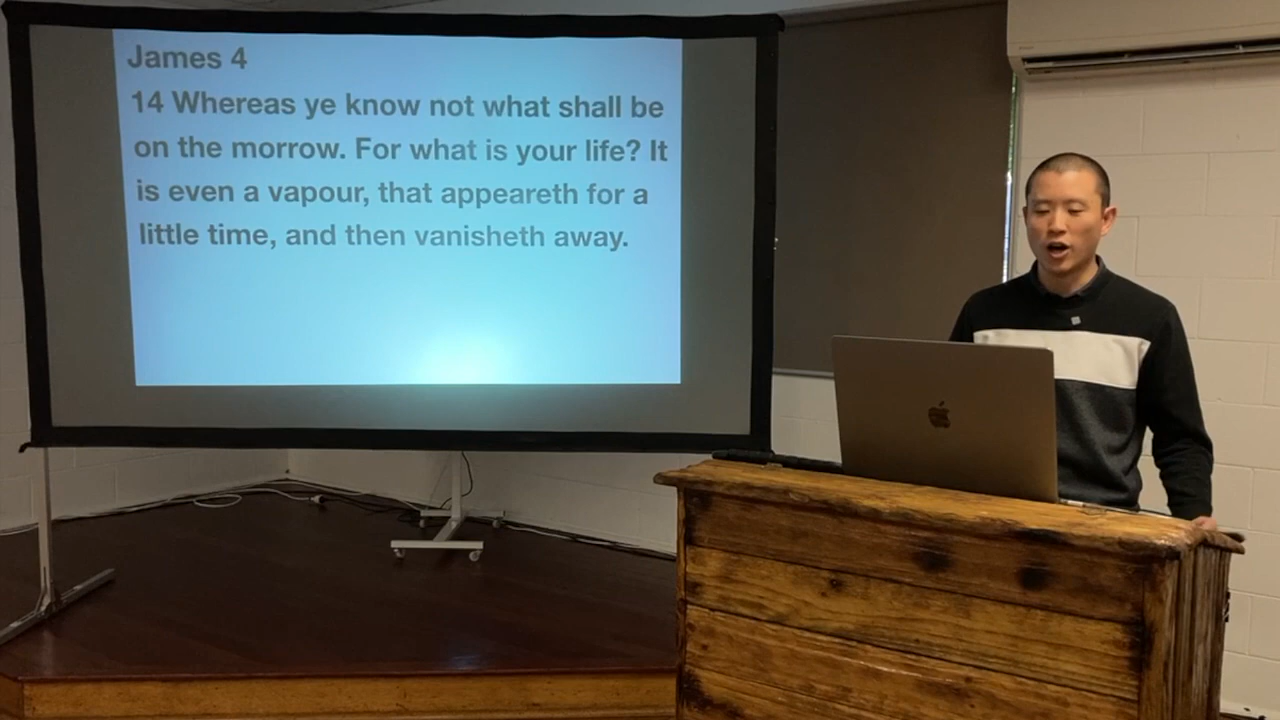 James 4
14 Whereas ye know not what shall be
on the morrow. For what is your life? It
is even a vapour, that appeareth for a
little time, and then vanisheth away.